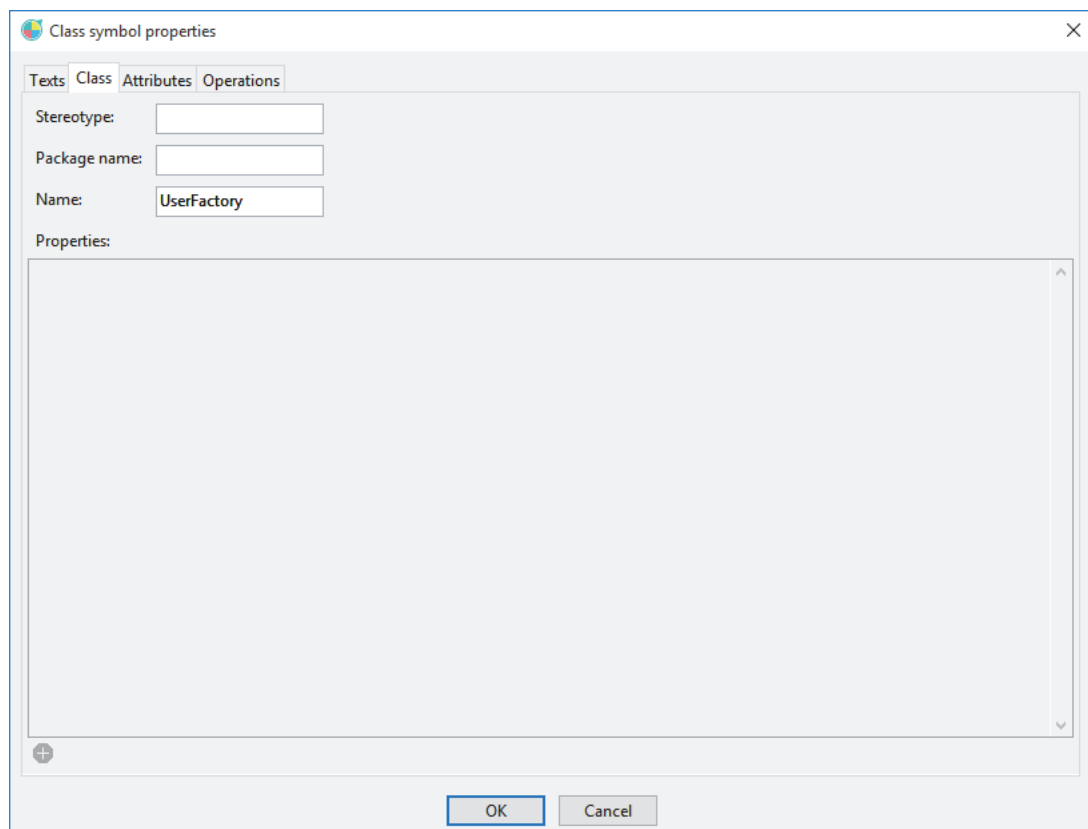 Class symbol properties
Texts Class Attributes Operations
Stereotype:
Package name:
Name: UserFactory
Properties:
OK Cancel